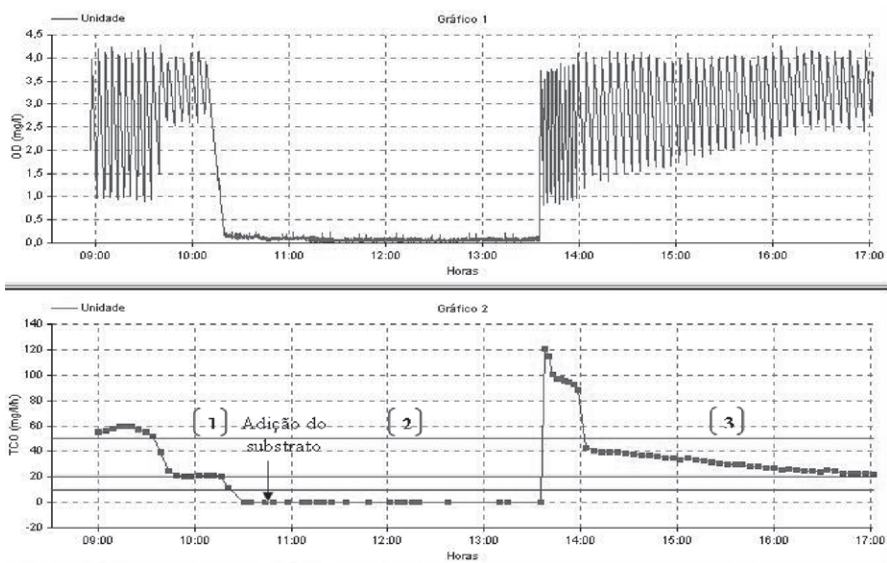 Unidade
Gráfico 1
4,5
4,0
3,5
3,0
2,5
2,0
1,5
1,0
0,5
0,0
OD (mg/l)
09:00 10:00 11:00 12:00 13:00 14:00 15:00 16:00 17:00
Horas
Unidade
Gráfico 2
140
120
100
80
60
40
20
0
-20
TCO (mg/l/h)
(1)
Adição do
substrato
(2)
(3)
09:00 10:00 11:00 12:00 13:00 14:00 15:00 16:00 17:00
Horas